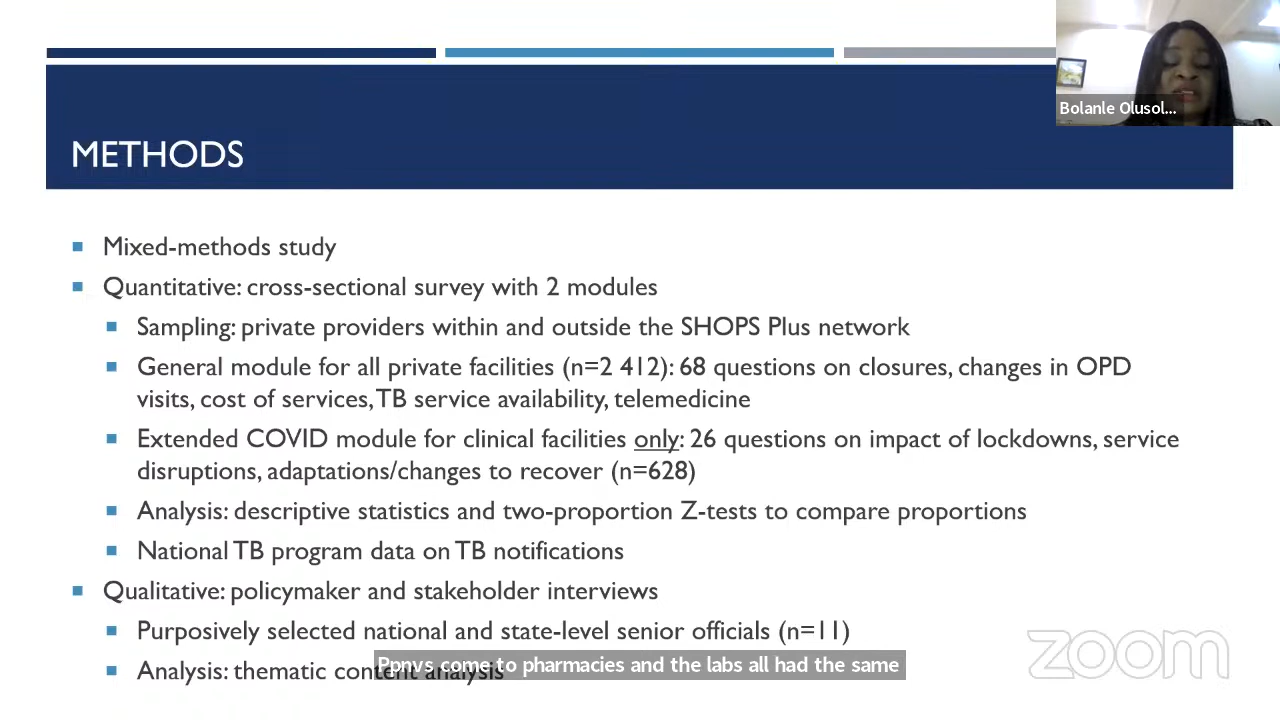 Bolanle Olusol...
METHODS
Mixed-methods study
Quantitative: cross-sectional survey with 2 modules
Sampling: private providers within and outside the SHOPS Plus network
General module for all private facilities (n=2 412): 68 questions on closures, changes in OPD
visits, cost of services, TB service availability, telemedicine
Extended COVID module for clinical facilities only: 26 questions on impact of lockdowns, service
disruptions, adaptations/changes to recover (n=628)
Analysis: descriptive statistics and two-proportion Z-tests to compare proportions
National TB program data on TB notifications
Qualitative: policymaker and stakeholder interviews
Purposively selected national and state-level senior officials (n=11)
Analysis: thematic content analysis
Ppnvs come to pharmacies and the labs all had the same
zoom